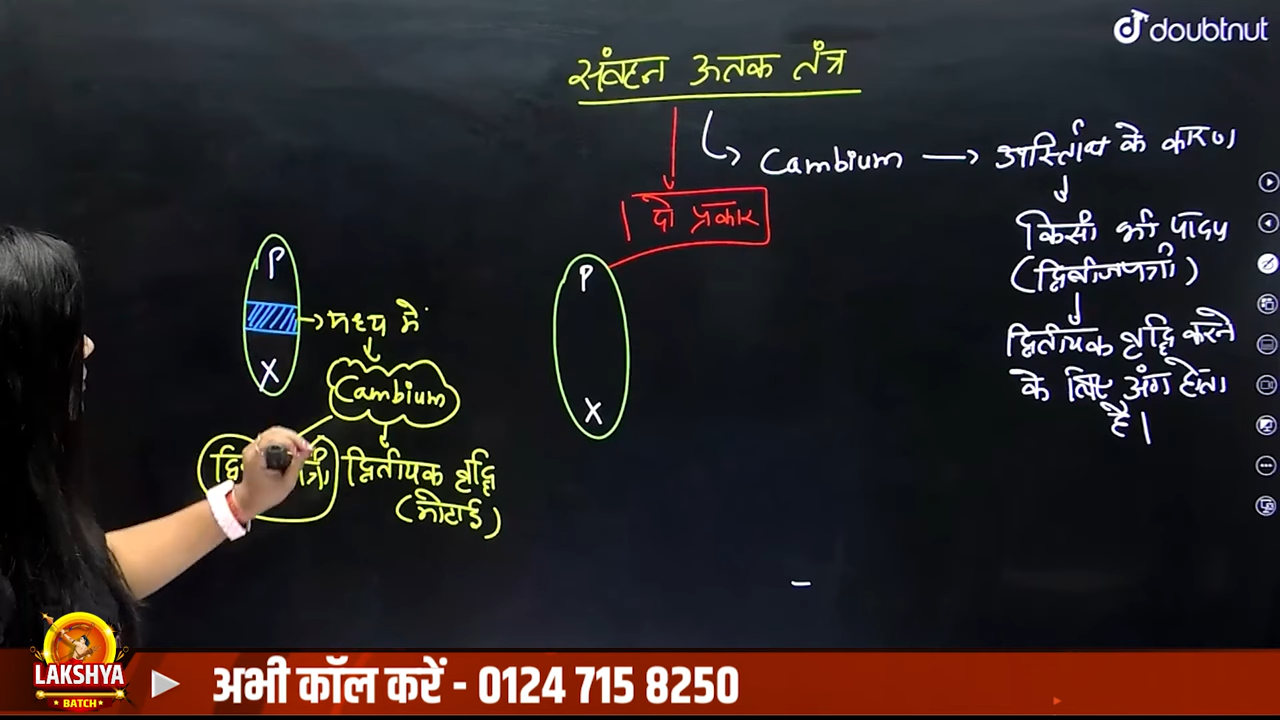 doubtnut
संवहन ऊतक तंत्र
Cambium → अस्तित्व के कारण
किसी भी पादप
(द्विबीजपत्री)
द्वितीयक वृद्धि करने
के लिए अंग होता
है।
दो प्रकार
P
X
→ मध्य में
Cambium
द्वितीयक वृद्धि
(मोटाई)
P
X
LAKSHYA
BATCH
अभी कॉल करें - 0124 715 8250